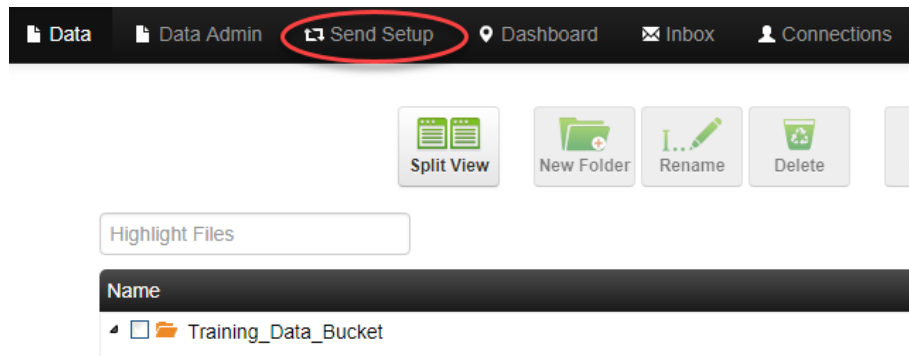 Data Data Admin Send Setup Dashboard Inbox Connections
Split View New Folder I... Rename Delete
Highlight Files
Name
Training_Data_Bucket